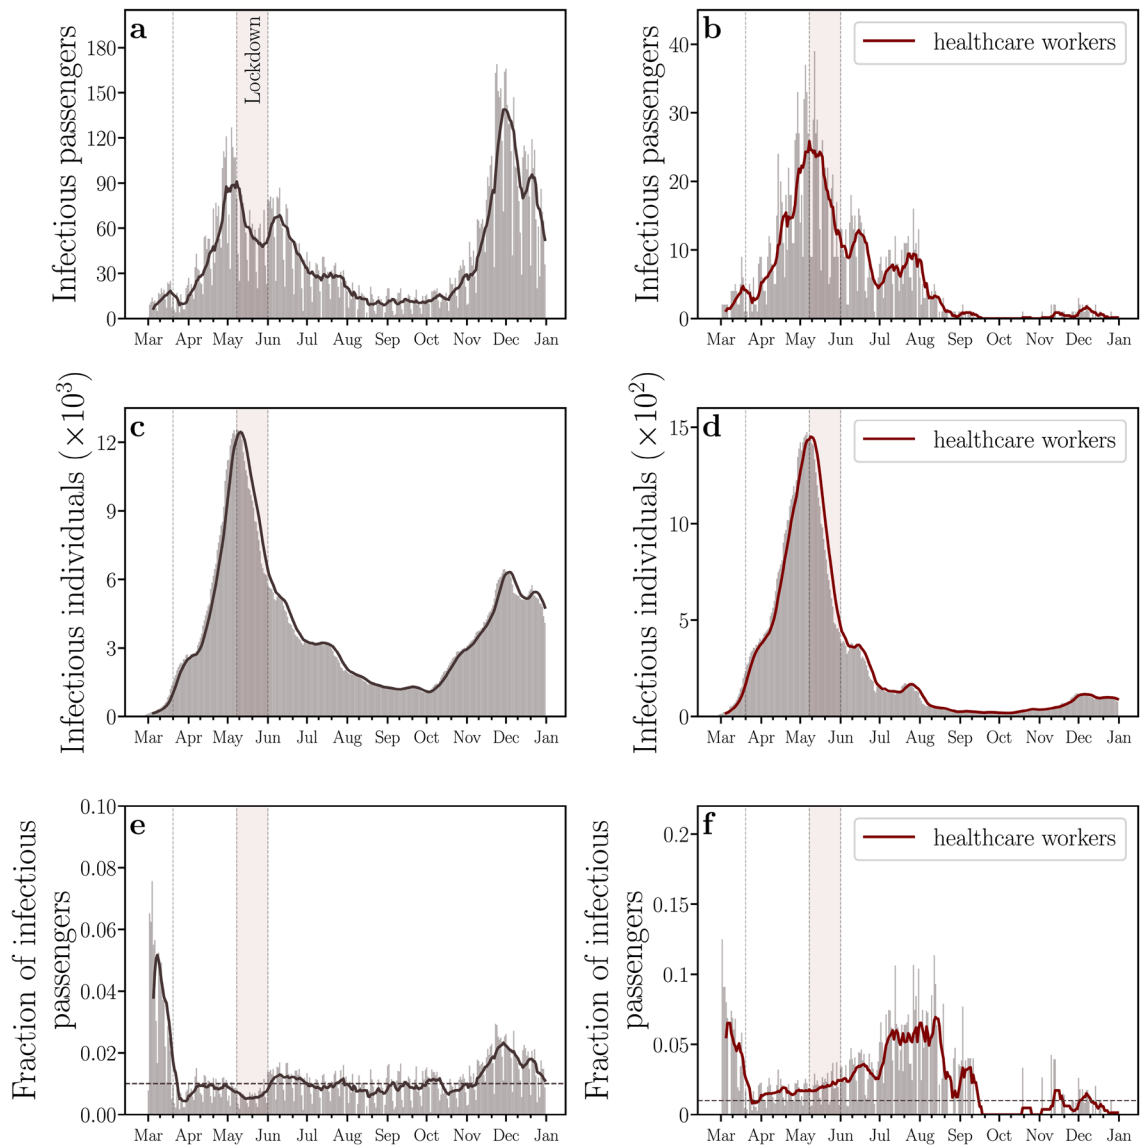 a
Lockdown
Infectious passengers
180
150
120
90
60
30
0
Mar Apr May Jun Jul Aug Sep Oct Nov Dec Jan
b
healthcare workers
Infectious passengers
40
30
20
10
0
Mar Apr May Jun Jul Aug Sep Oct Nov Dec Jan
c
Infectious individuals (×10³)
12
9
6
3
0
Mar Apr May Jun Jul Aug Sep Oct Nov Dec Jan
d
healthcare workers
Infectious individuals (×10²)
15
10
5
0
Mar Apr May Jun Jul Aug Sep Oct Nov Dec Jan
e
Fraction of infectious
passengers
0.10
0.08
0.06
0.04
0.02
0.00
Mar Apr May Jun Jul Aug Sep Oct Nov Dec Jan
f
healthcare workers
Fraction of infectious
passengers
0.2
0.15
0.1
0.05
0
Mar Apr May Jun Jul Aug Sep Oct Nov Dec Jan